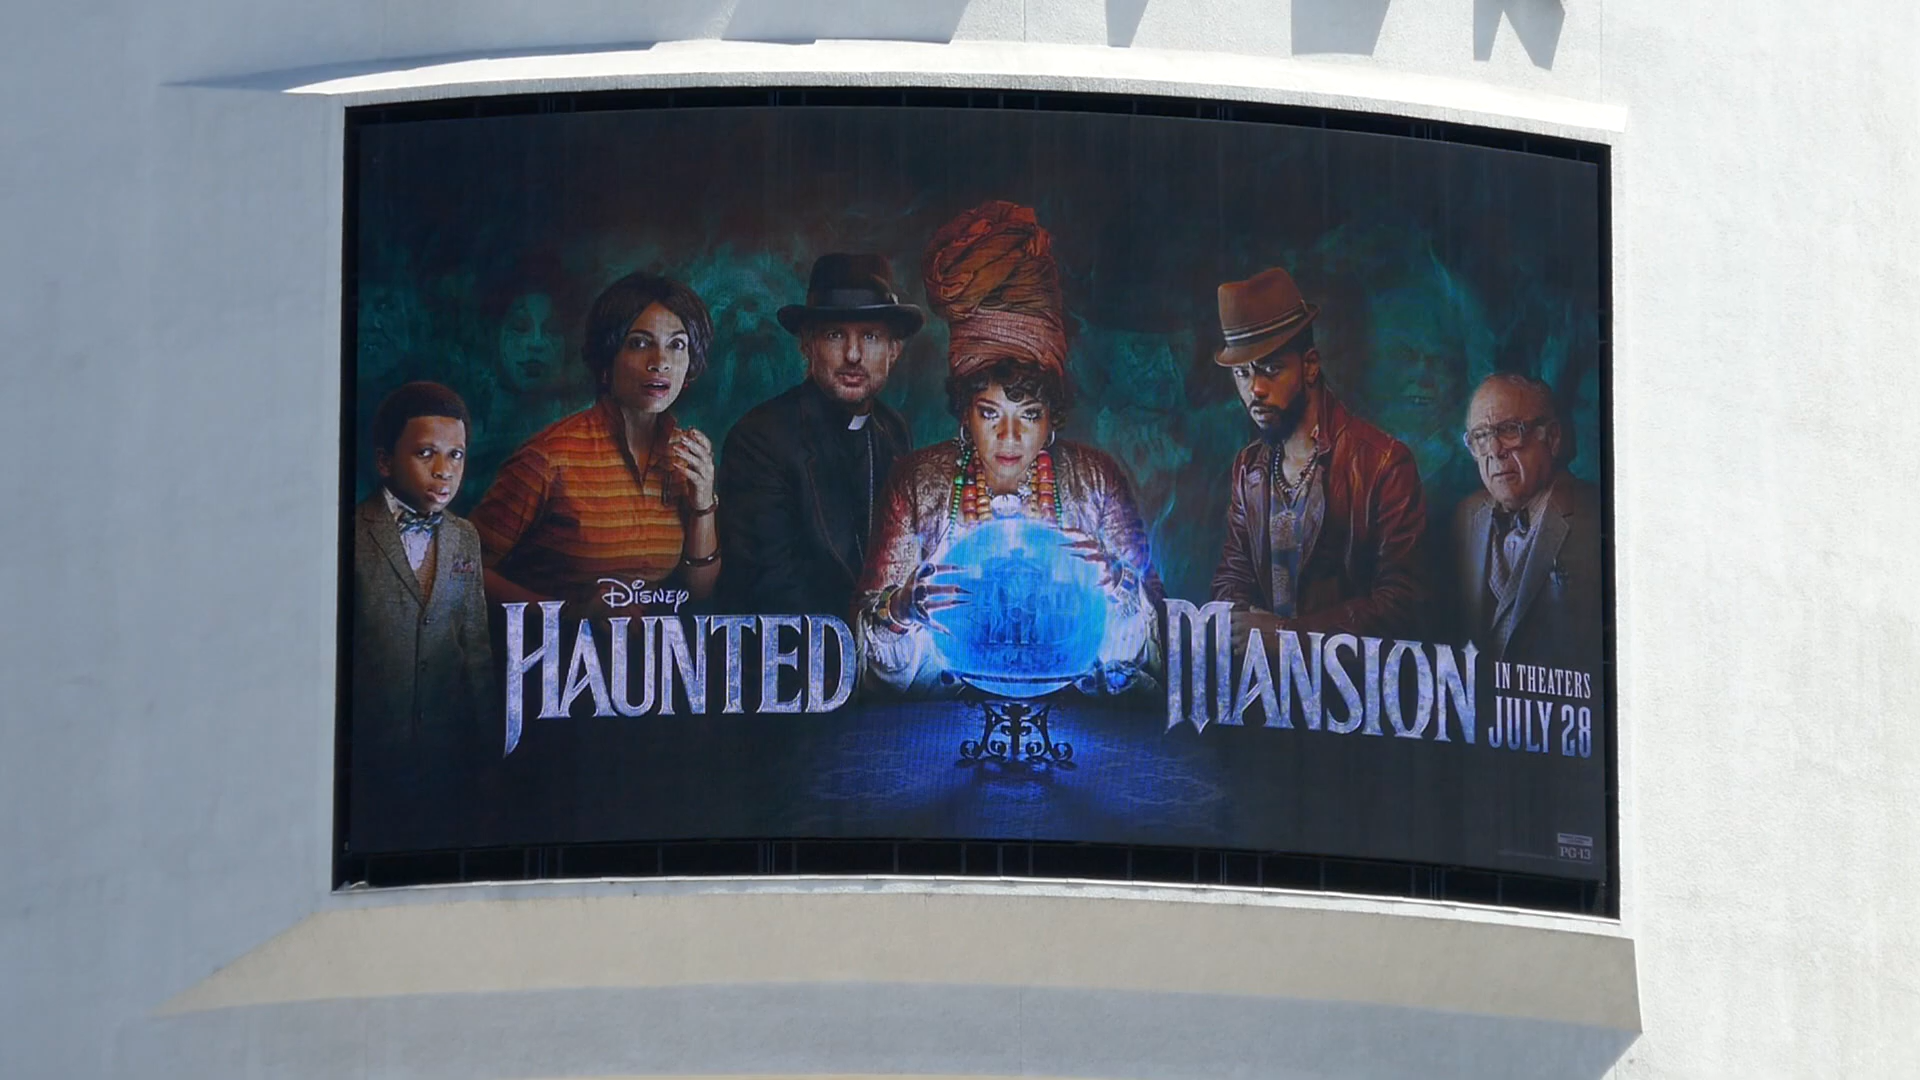 Disney
HAUNTED MANSION
IN THEATERS
JULY 28
PG-13